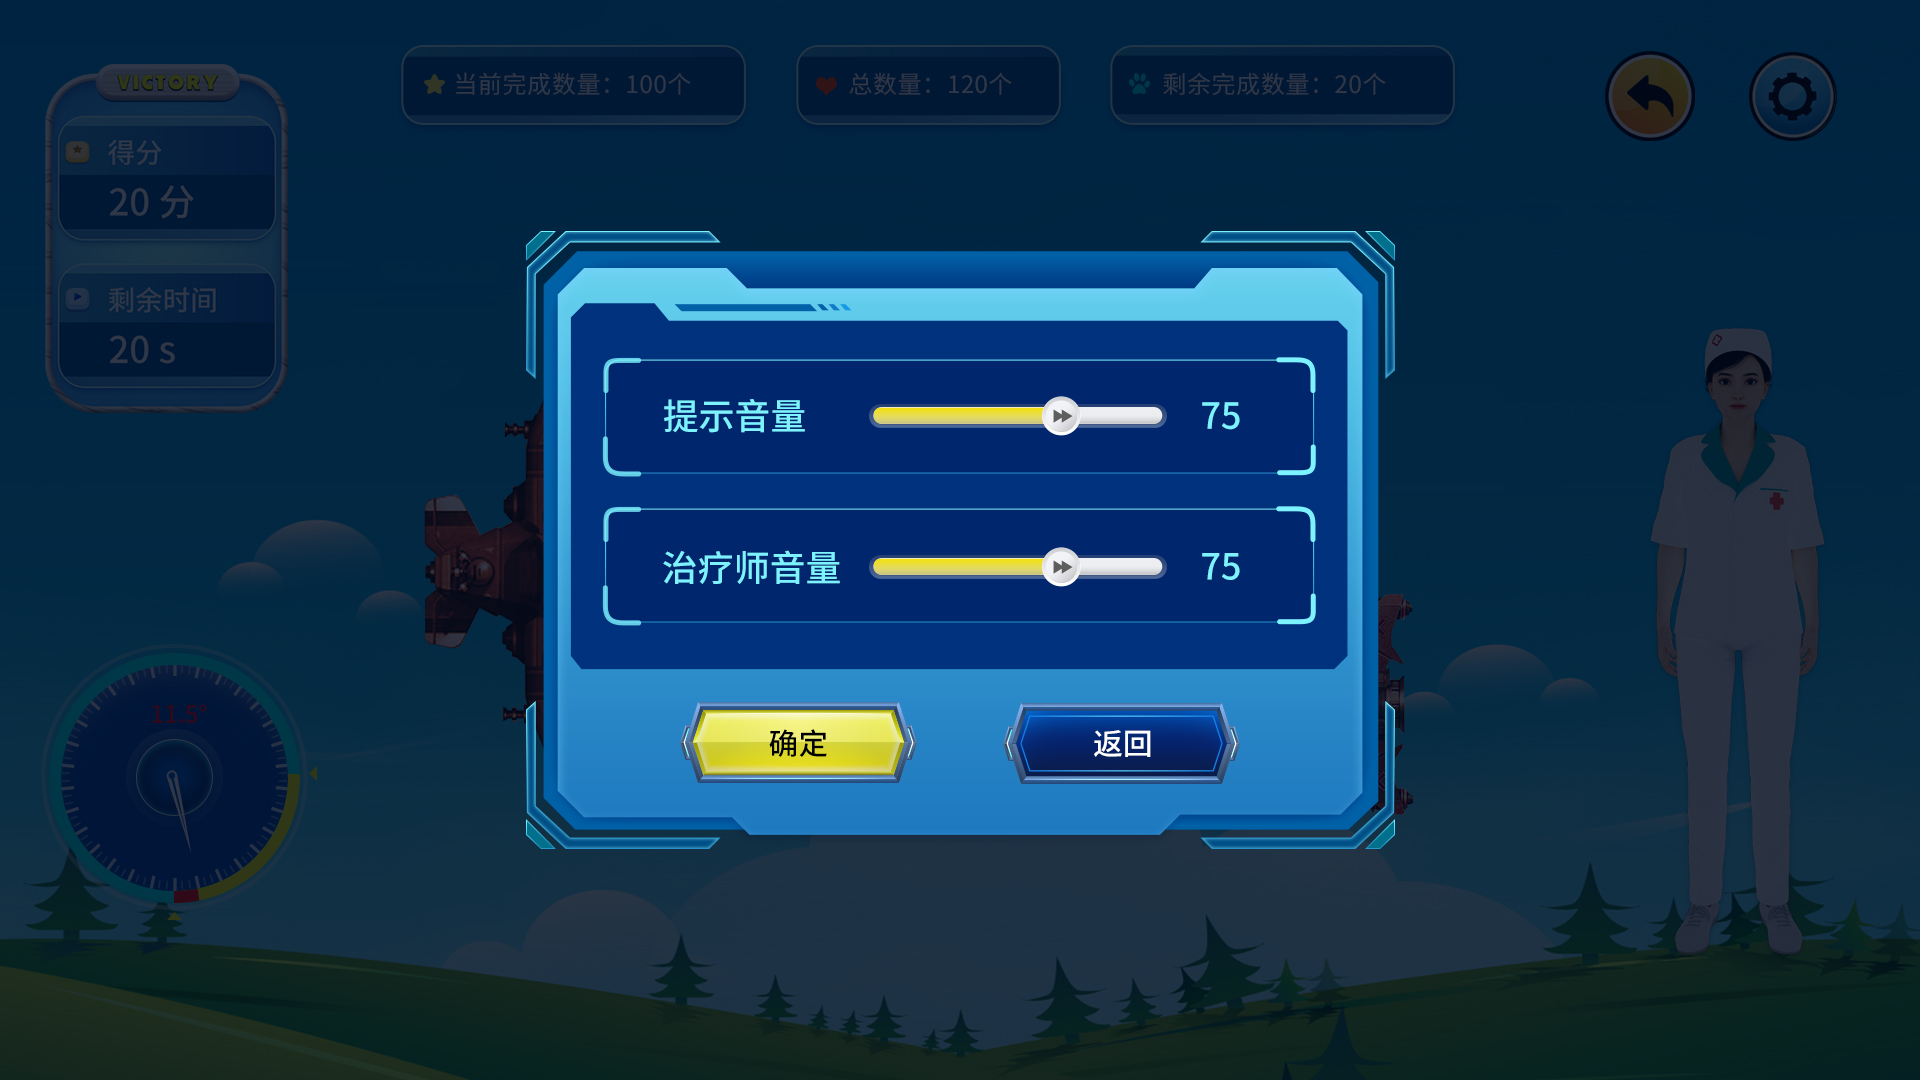 VICTORY
当前完成数量：100个
总数量：120个
剩余完成数量：20个
得分
20 分
剩余时间
20 s
提示音量
75
治疗师音量
75
11.5°
确定
返回